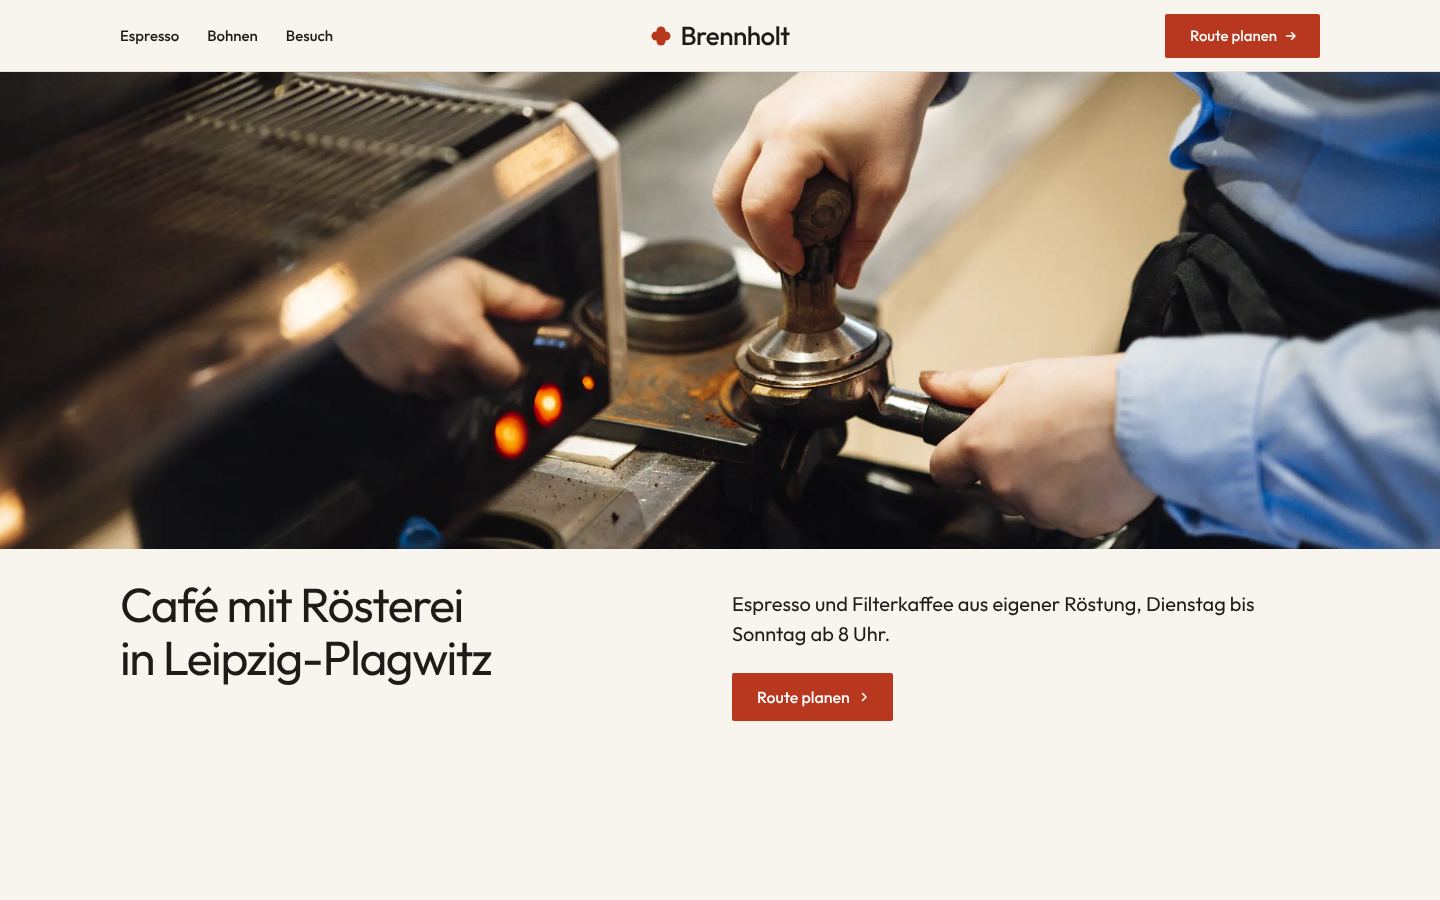 Espresso
Bohnen
Besuch
Brennholt
Route planen
Café mit Rösterei
in Leipzig-Plagwitz
Espresso und Filterkaffee aus eigener Röstung, Dienstag bis
Sonntag ab 8 Uhr.
Route planen